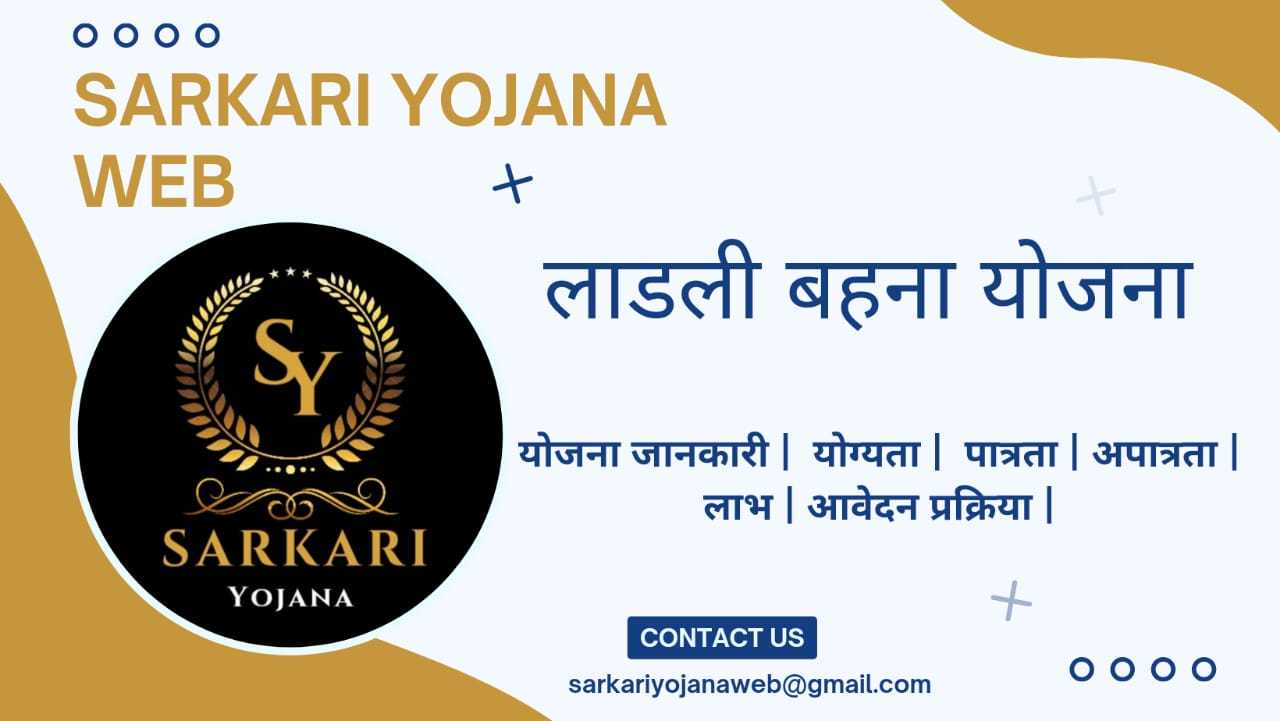 SARKARI YOJANA
WEB
SY
SARKARI
YOJANA
लाडली बहना योजना
योजना जानकारी | योग्यता | पात्रता | अपात्रता |
लाभ | आवेदन प्रक्रिया |
CONTACT US
sarkariyojanaweb@gmail.com